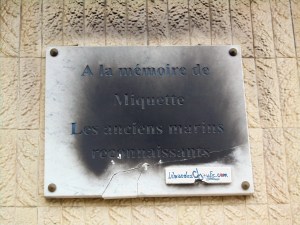 A la mémoire de
Miquette
Les anciens marins
reconnaissants